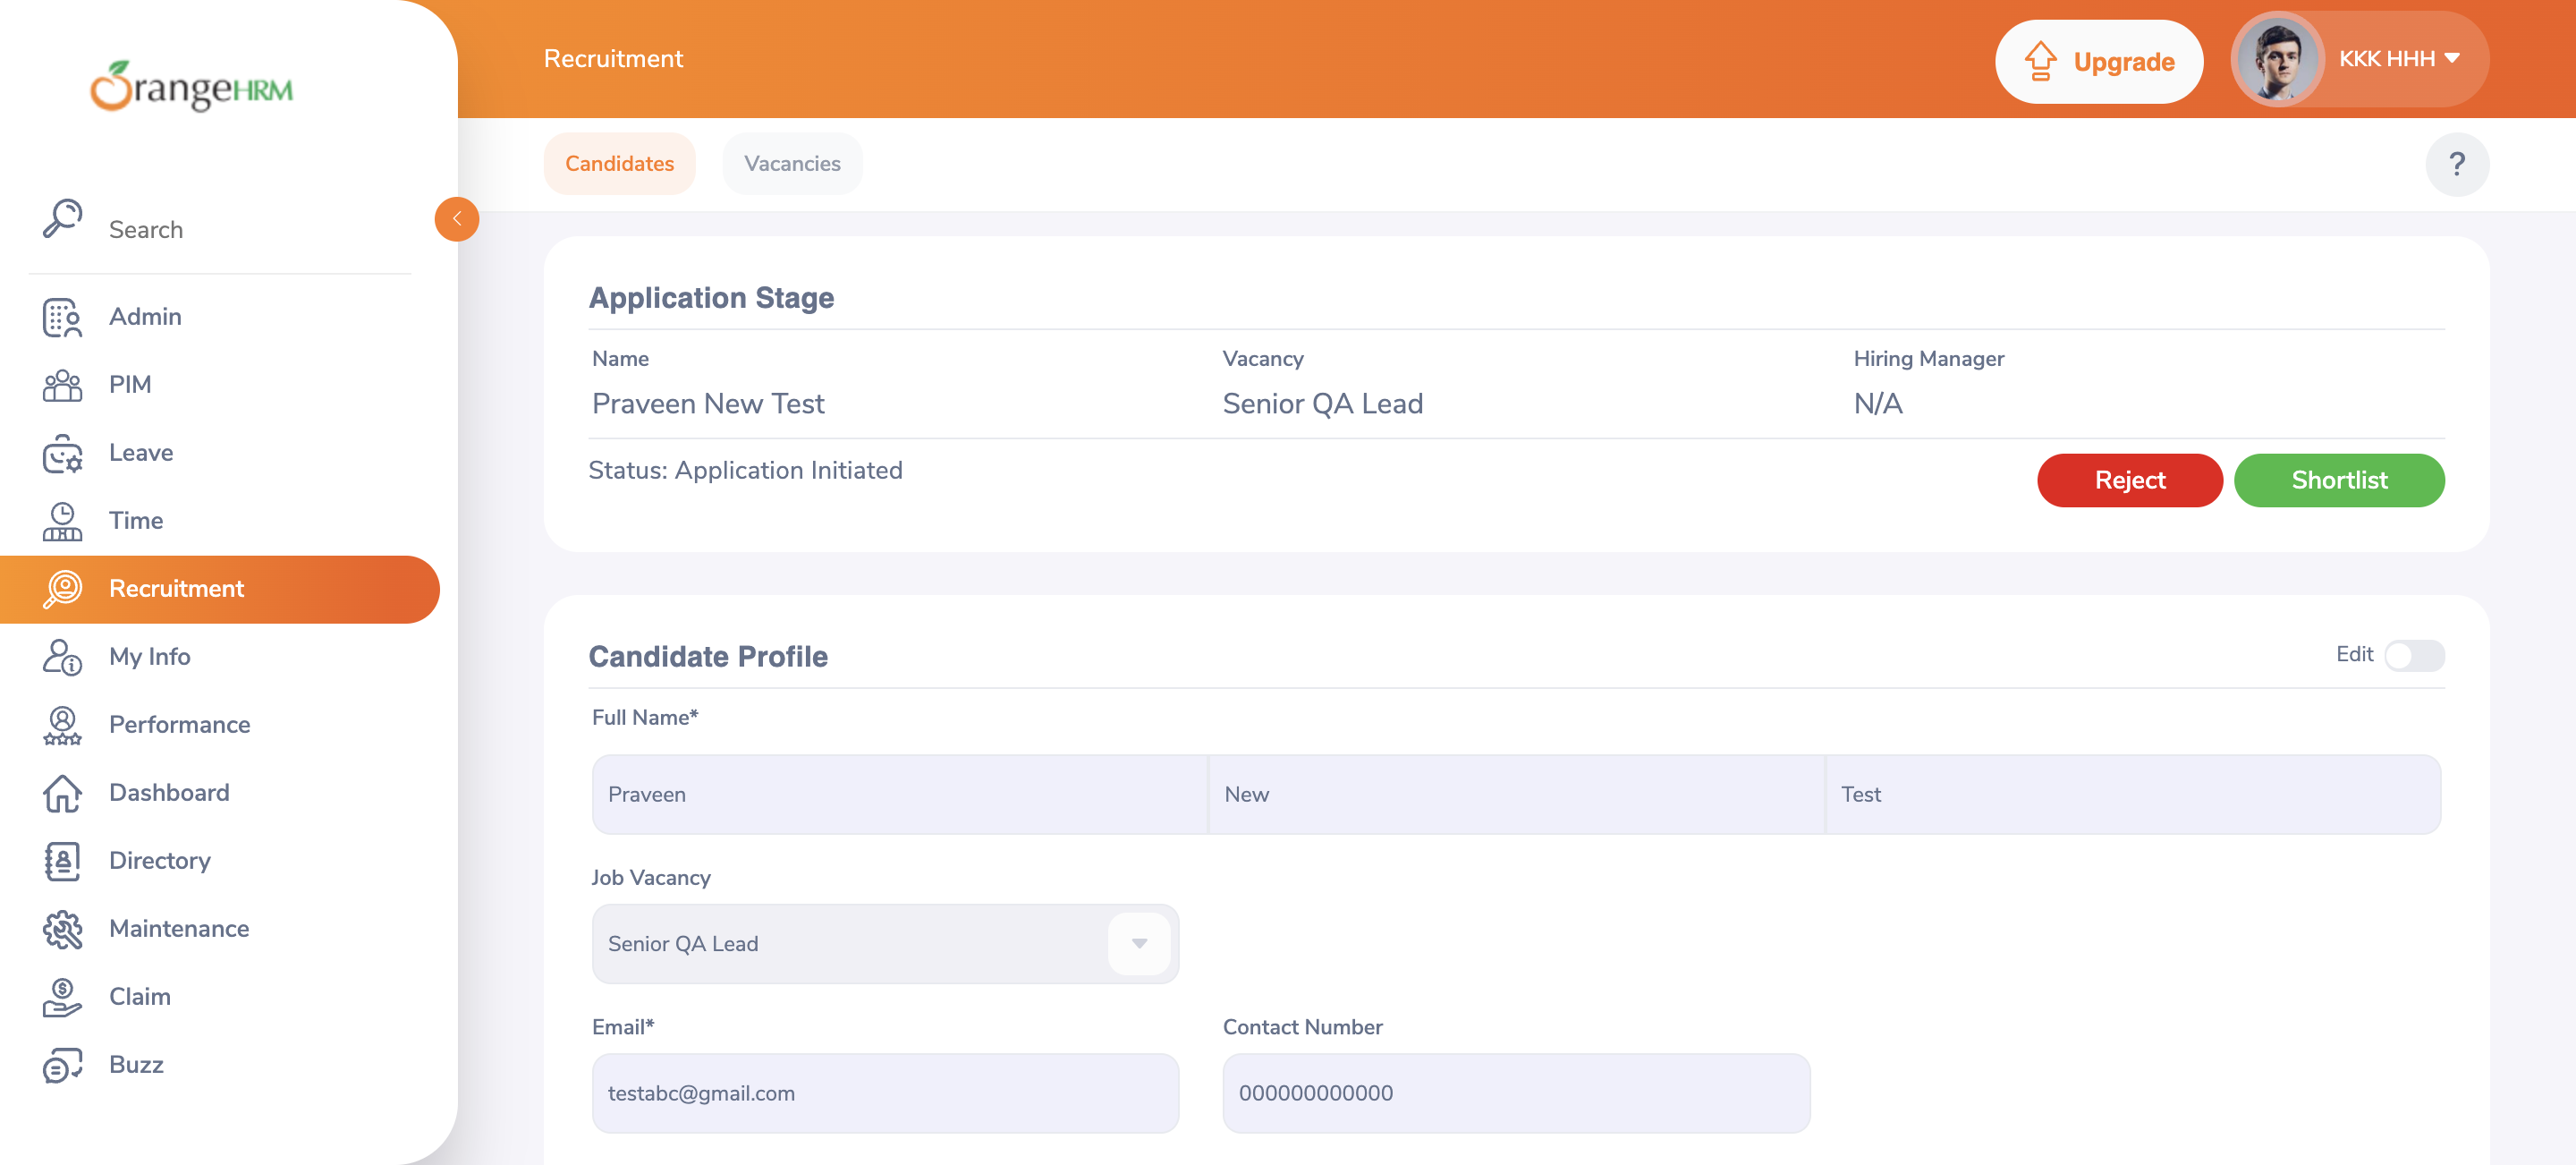 OrangeHRM
Search
Admin
PIM
Leave
Time
Recruitment
My Info
Performance
Dashboard
Directory
Maintenance
Claim
Buzz
Recruitment
Upgrade
KKK HHH
Candidates
Vacancies
?
Application Stage
Name
Vacancy
Hiring Manager
Praveen New Test
Senior QA Lead
N/A
Status: Application Initiated
Reject
Shortlist
Candidate Profile
Edit
Full Name*
Praveen
New
Test
Job Vacancy
Senior QA Lead
Email*
Contact Number
testabc@gmail.com
000000000000